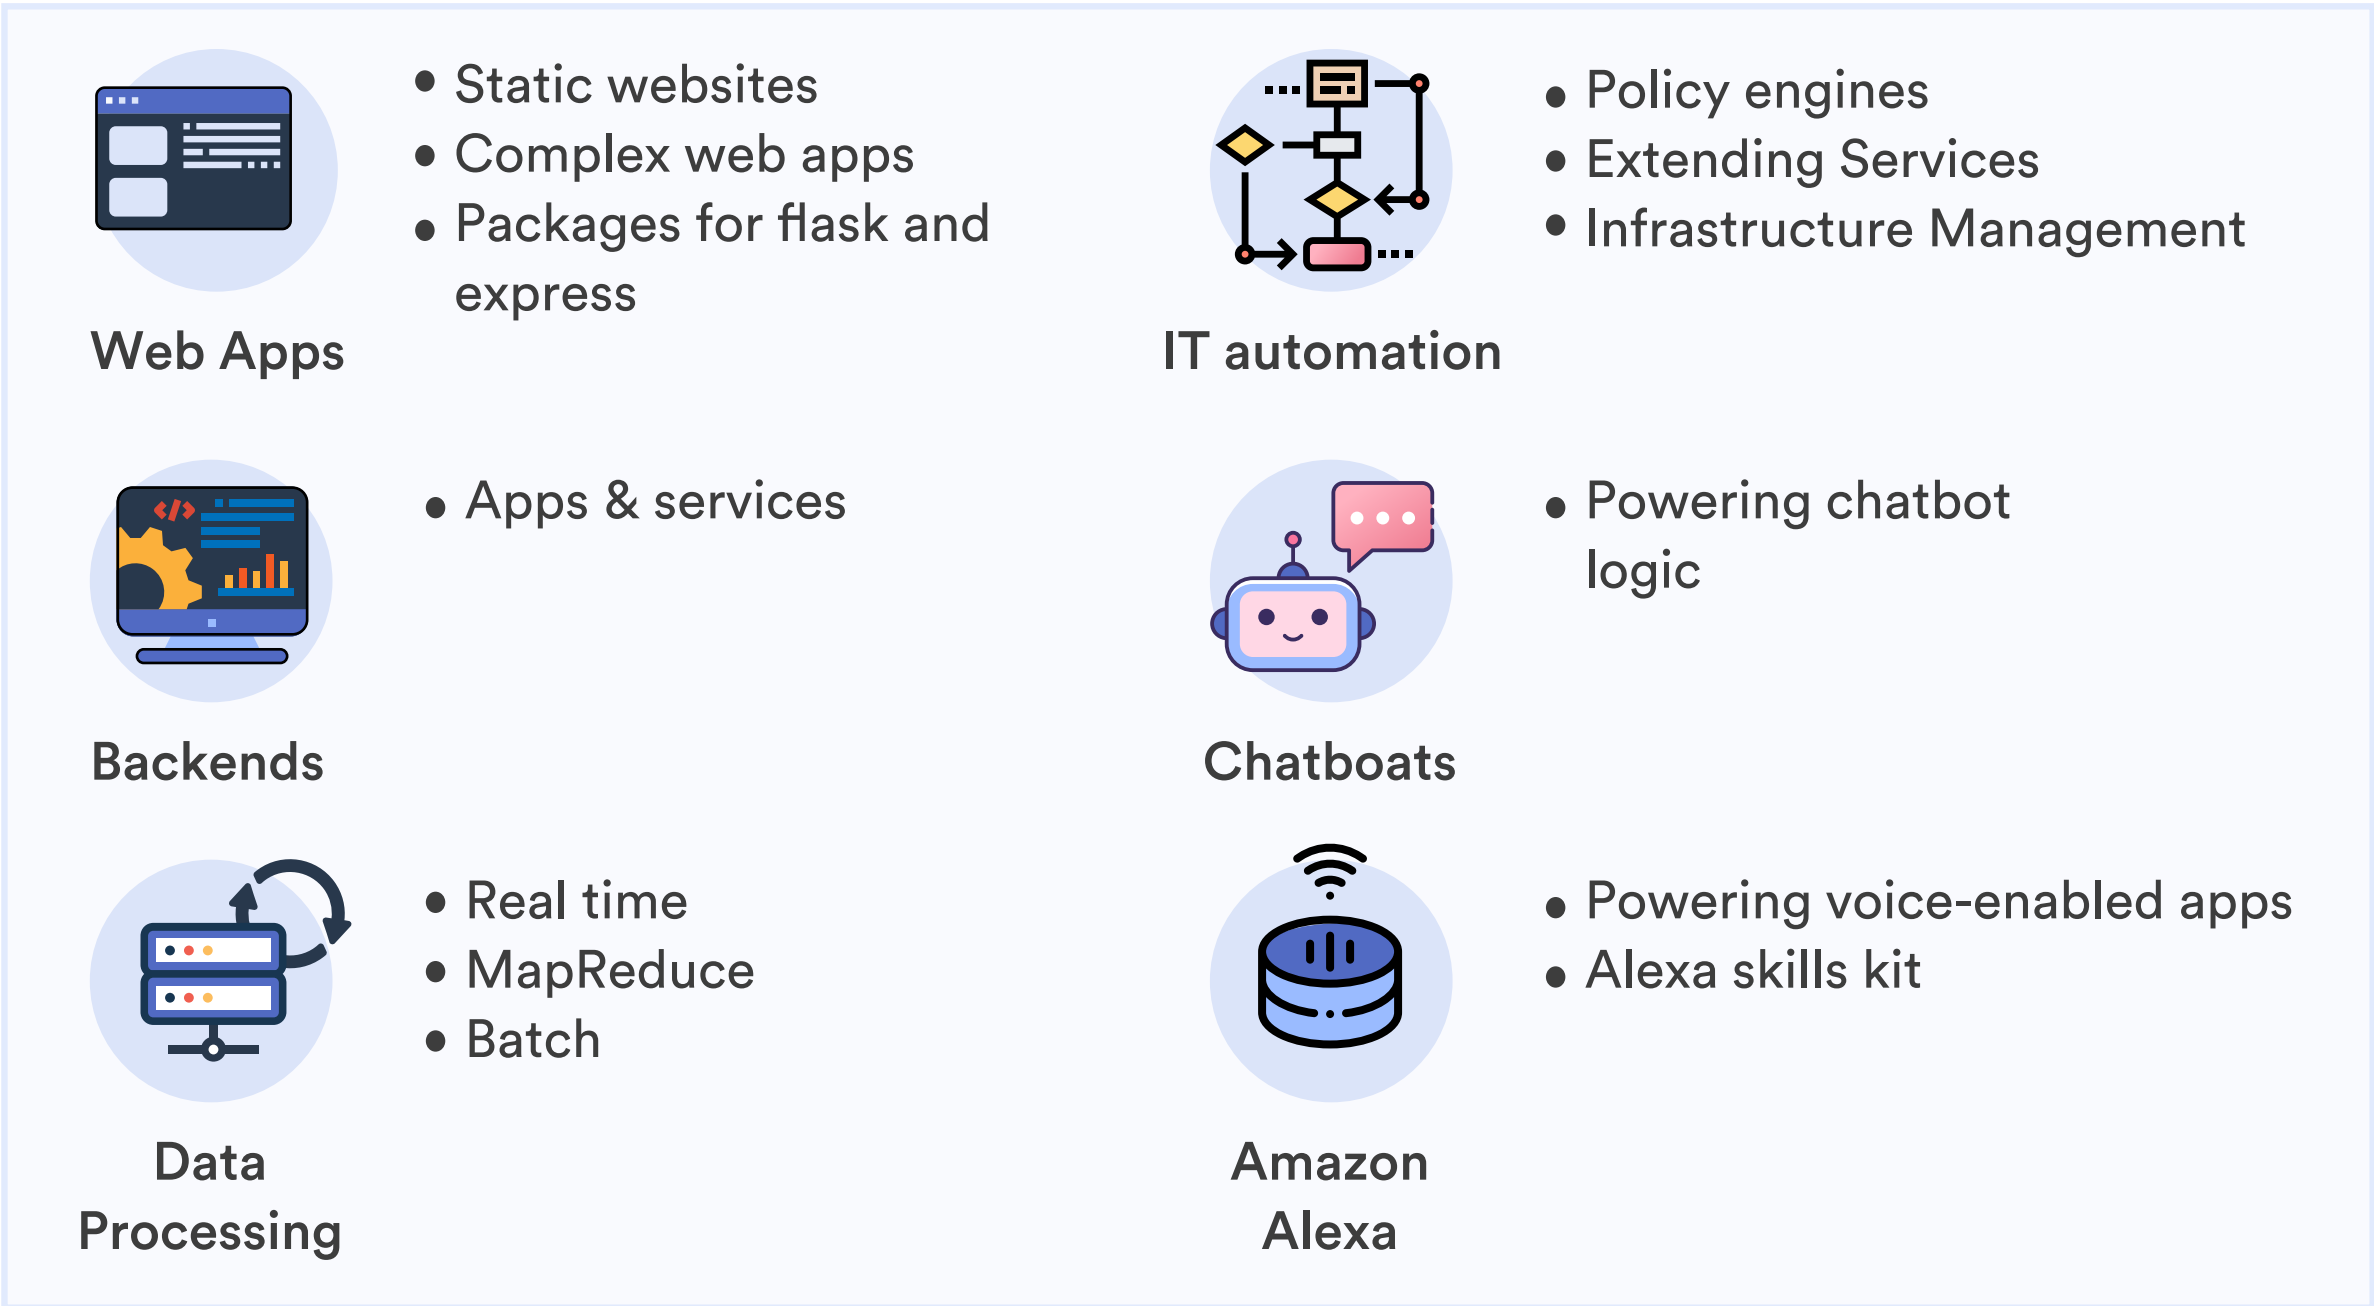 Static websites
Complex web apps
Packages for flask and
express
Web Apps
Policy engines
Extending Services
Infrastructure Management
IT automation
Apps & services
Backends
Powering chatbot
logic
Chatboats
Real time
MapReduce
Batch
Data
Processing
Powering voice-enabled apps
Alexa skills kit
Amazon
Alexa